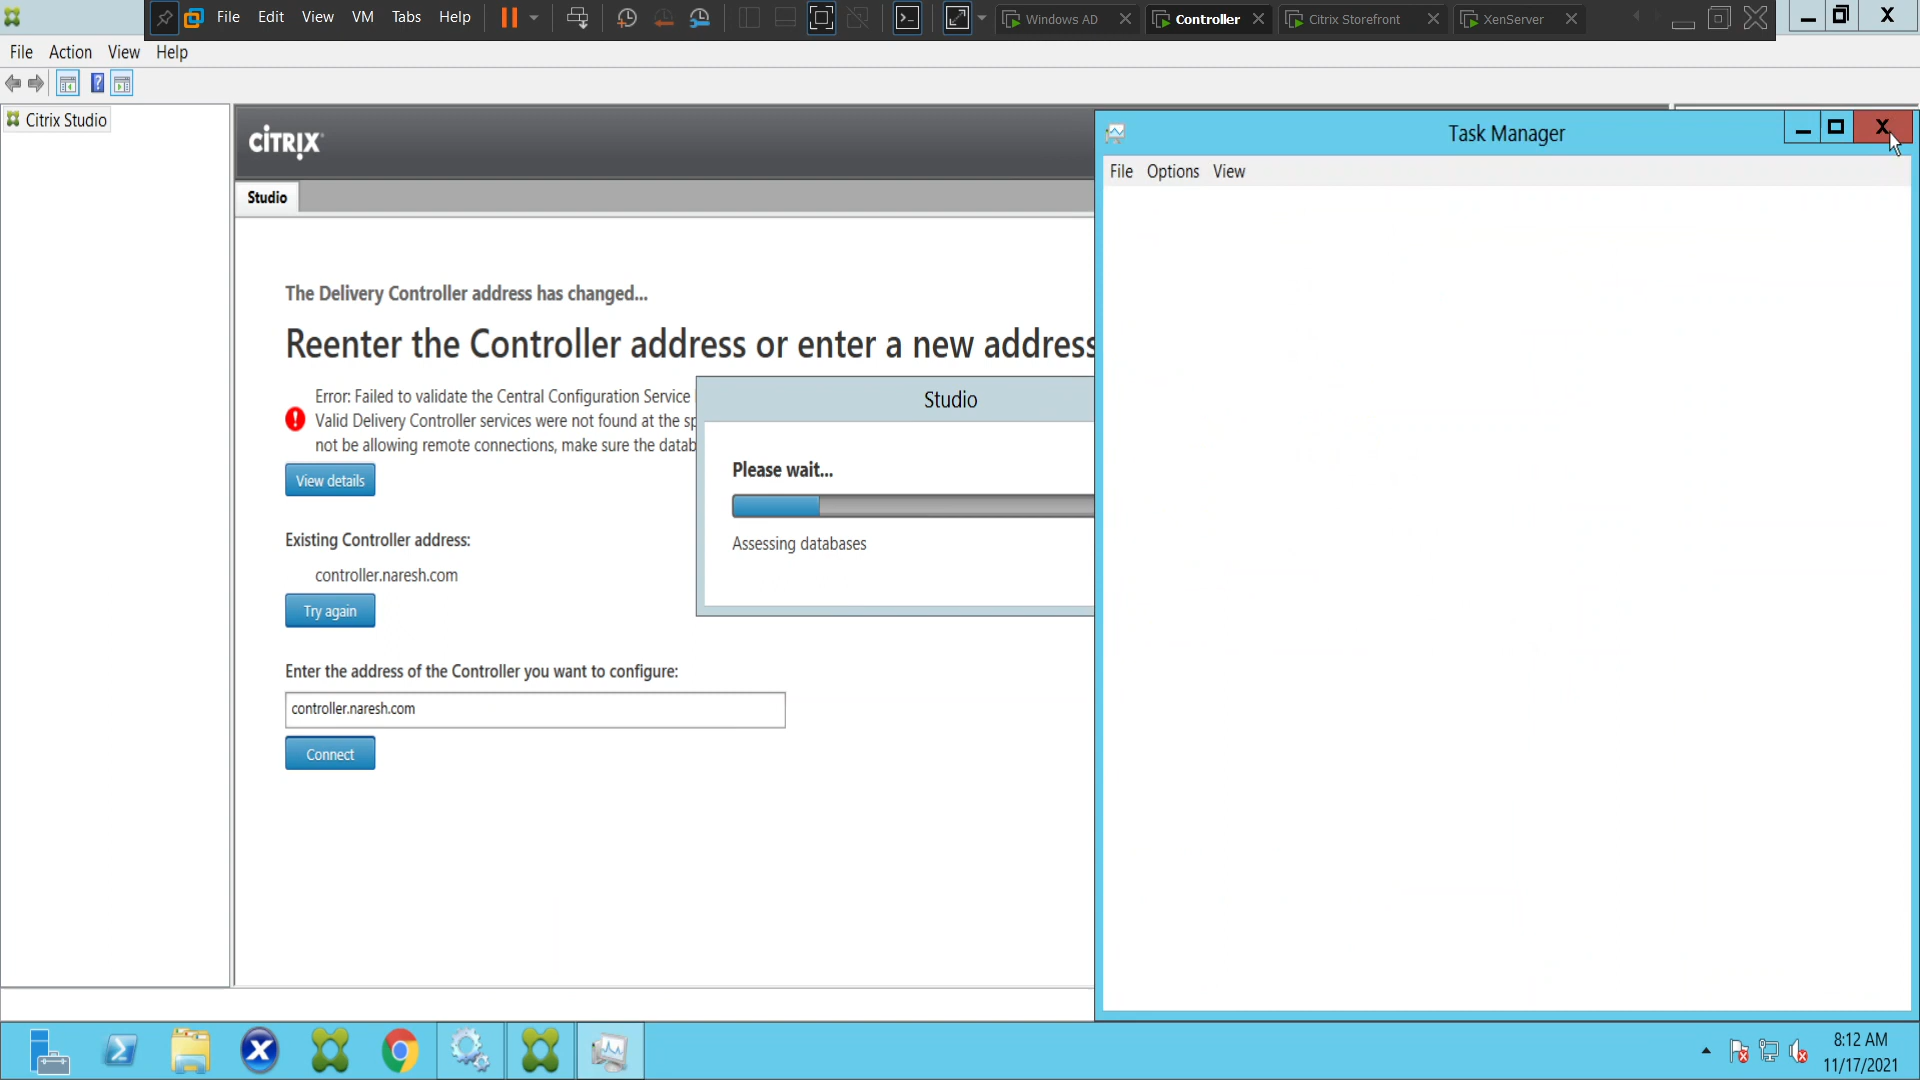 File Edit View VM Tabs Help
Windows AD
Controller
Citrix Storefront
XenServer
File Action View Help
Citrix Studio
CİTRIX
Studio
The Delivery Controller address has changed...
Reenter the Controller address or enter a new address
Error: Failed to validate the Central Configuration Service
Valid Delivery Controller services were not found at the sp
not be allowing remote connections, make sure the datab
View details
Existing Controller address:
controller.naresh.com
Try again
Enter the address of the Controller you want to configure:
controller.naresh.com
Connect
Studio
Please wait...
Assessing databases
Task Manager
File Options View
8:12 AM
11/17/2021